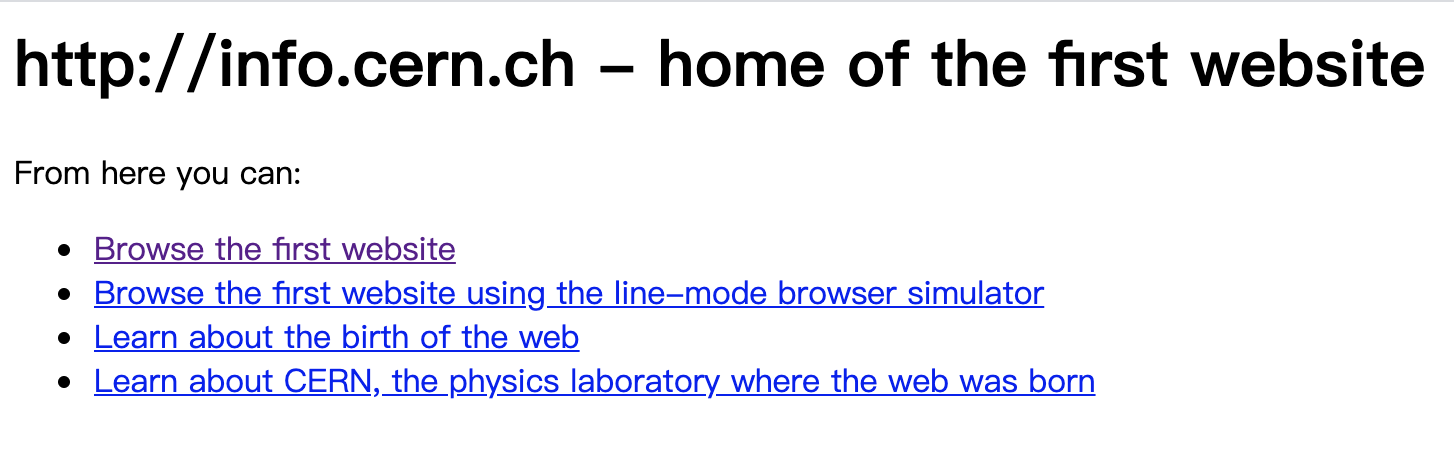 http://info.cern.ch – home of the first website
From here you can:
• Browse the first website
• Browse the first website using the line–mode browser simulator
• Learn about the birth of the web
• Learn about CERN, the physics laboratory where the web was born